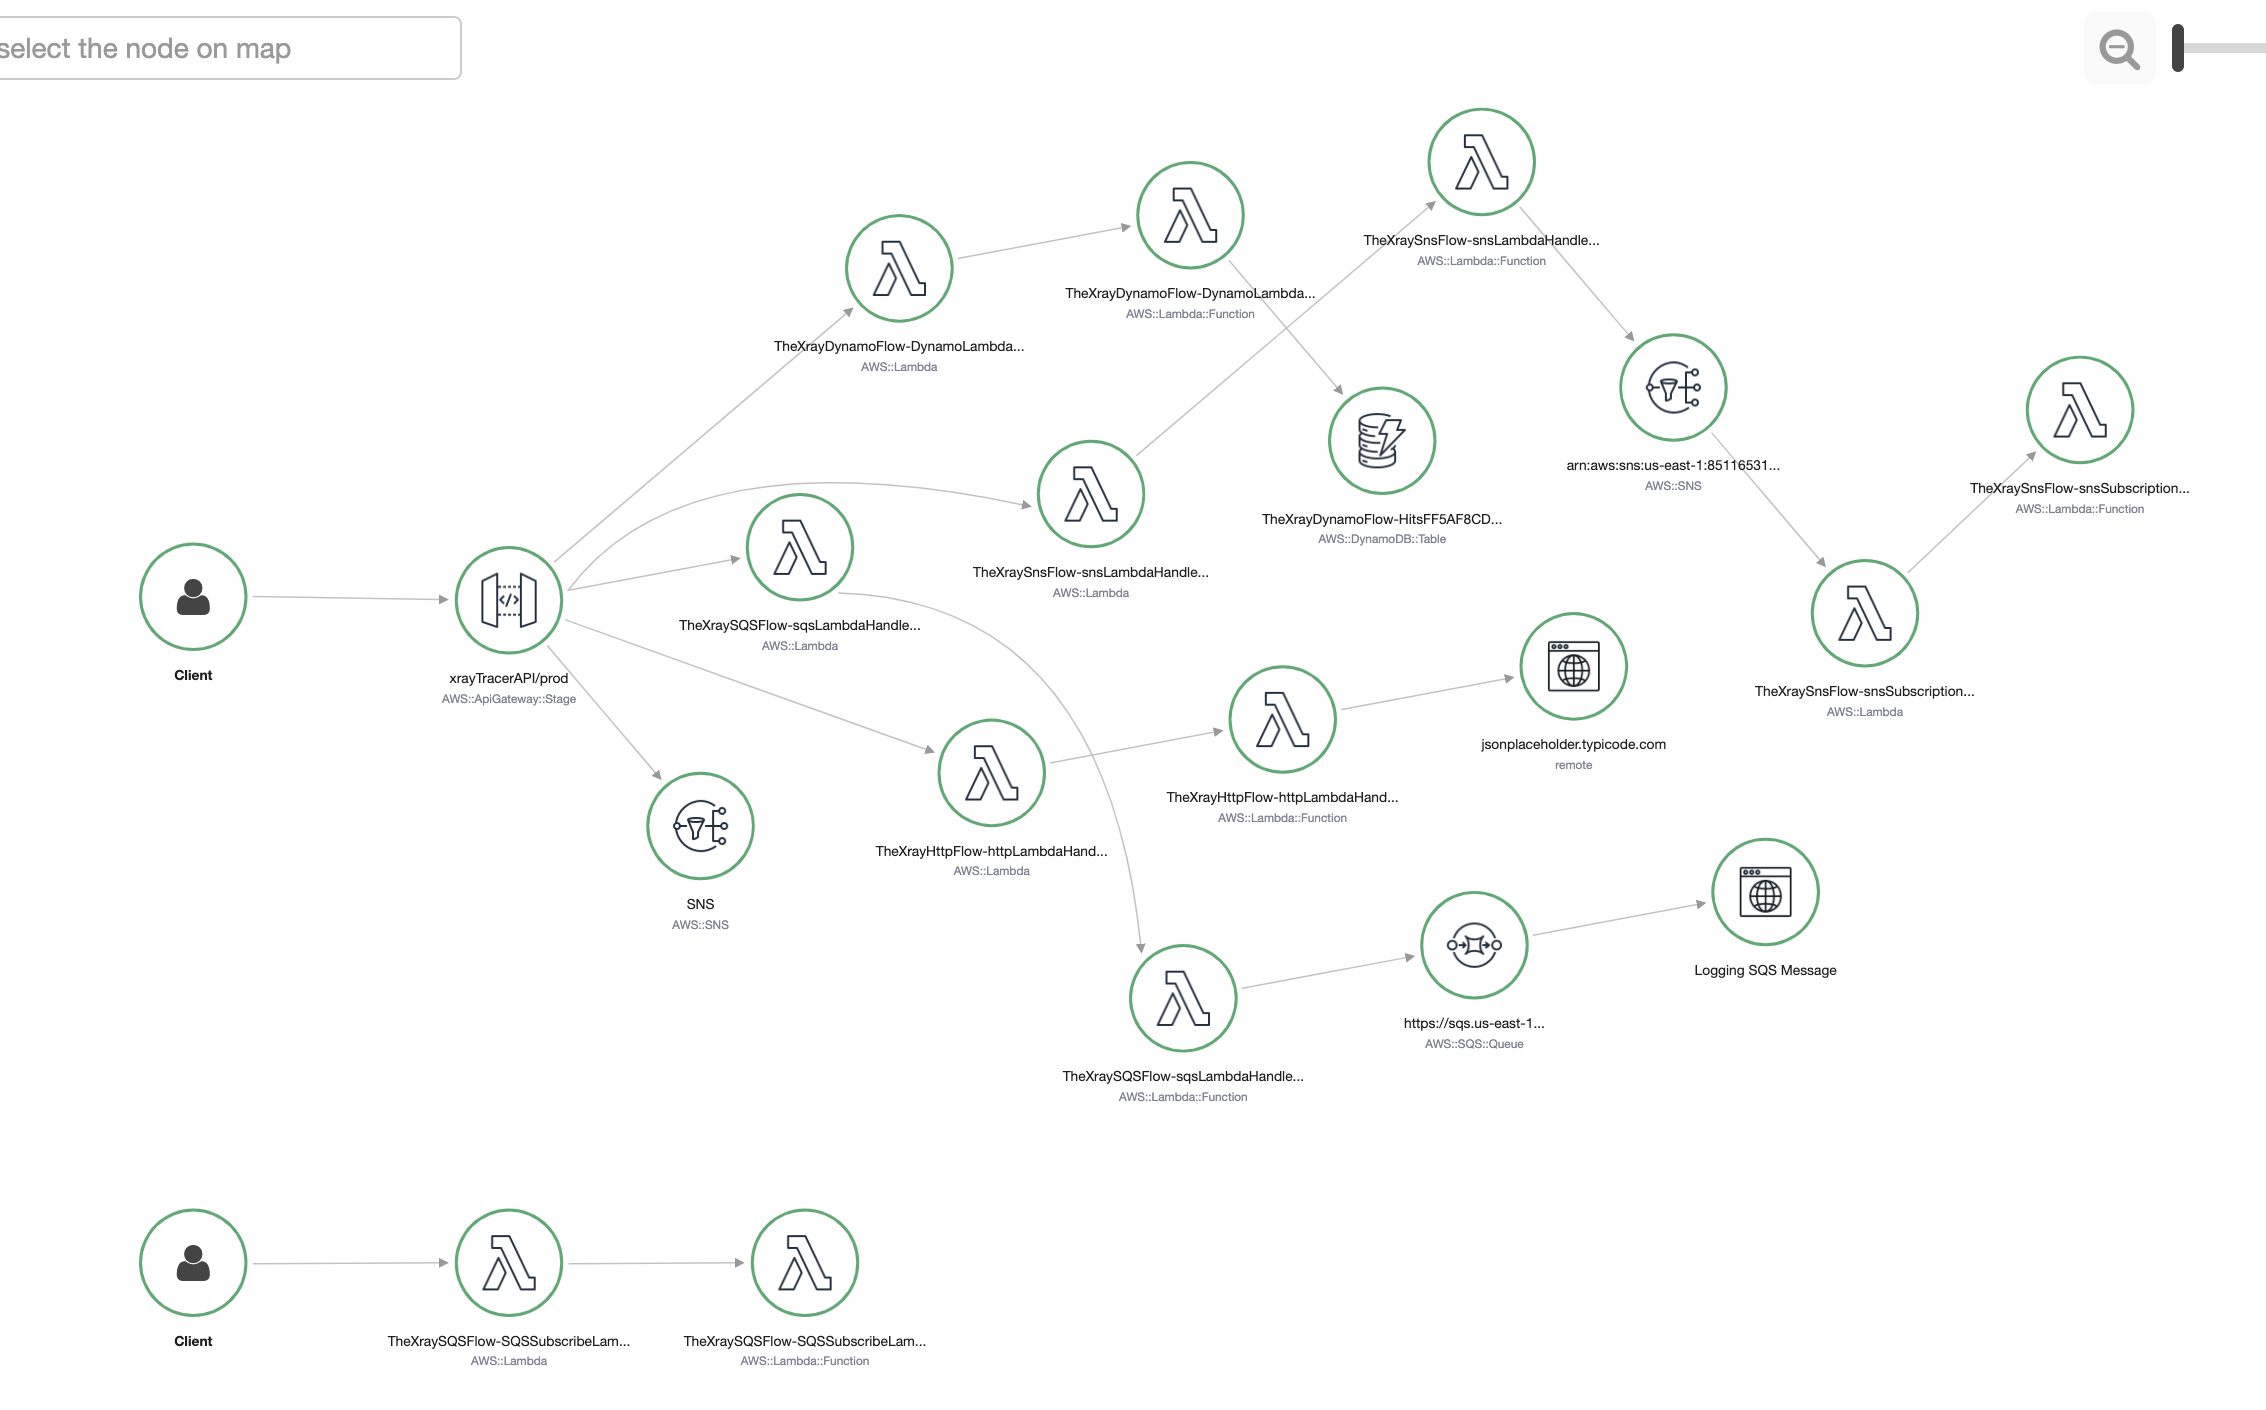 select the node on map
TheXraySnsFlow-snsLambdaHandle...
AWS::Lambda::Function
TheXrayDynamoFlow-DynamoLambda...
AWS::Lambda::Function
TheXrayDynamoFlow-DynamoLambda...
AWS::Lambda
arn:aws:sns:us-east-1:85116531...
AWS::SNS
TheXraySnsFlow-snsSubscription...
AWS::Lambda::Function
TheXrayDynamoFlow-HitsFF5AF8CD...
AWS::DynamoDB::Table
TheXraySnsFlow-snsLambdaHandle...
AWS::Lambda
TheXraySQSFlow-sqsLambdaHandle...
AWS::Lambda
Client
xrayTracerAPI/prod
AWS::ApiGateway::Stage
TheXraySnsFlow-snsSubscription...
AWS::Lambda
jsonplaceholder.typicode.com
remote
TheXrayHttpFlow-httpLambdaHand...
AWS::Lambda::Function
TheXrayHttpFlow-httpLambdaHand...
AWS::Lambda
SNS
AWS::SNS
Logging SQS Message
https://sqs.us-east-1...
AWS::SQS::Queue
TheXraySQSFlow-sqsLambdaHandle...
AWS::Lambda::Function
Client
TheXraySQSFlow-SQSSubscribeLam...
AWS::Lambda
TheXraySQSFlow-SQSSubscribeLam...
AWS::Lambda::Function